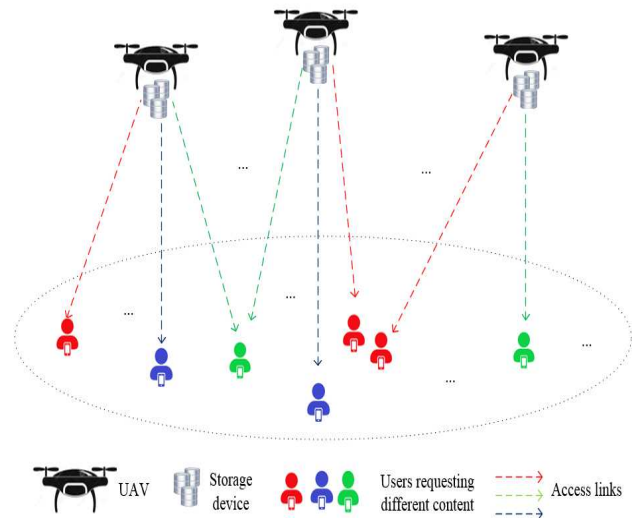 ...
...
...
...
...
...
UAV
Storage
device
Users requesting
different content
Access links